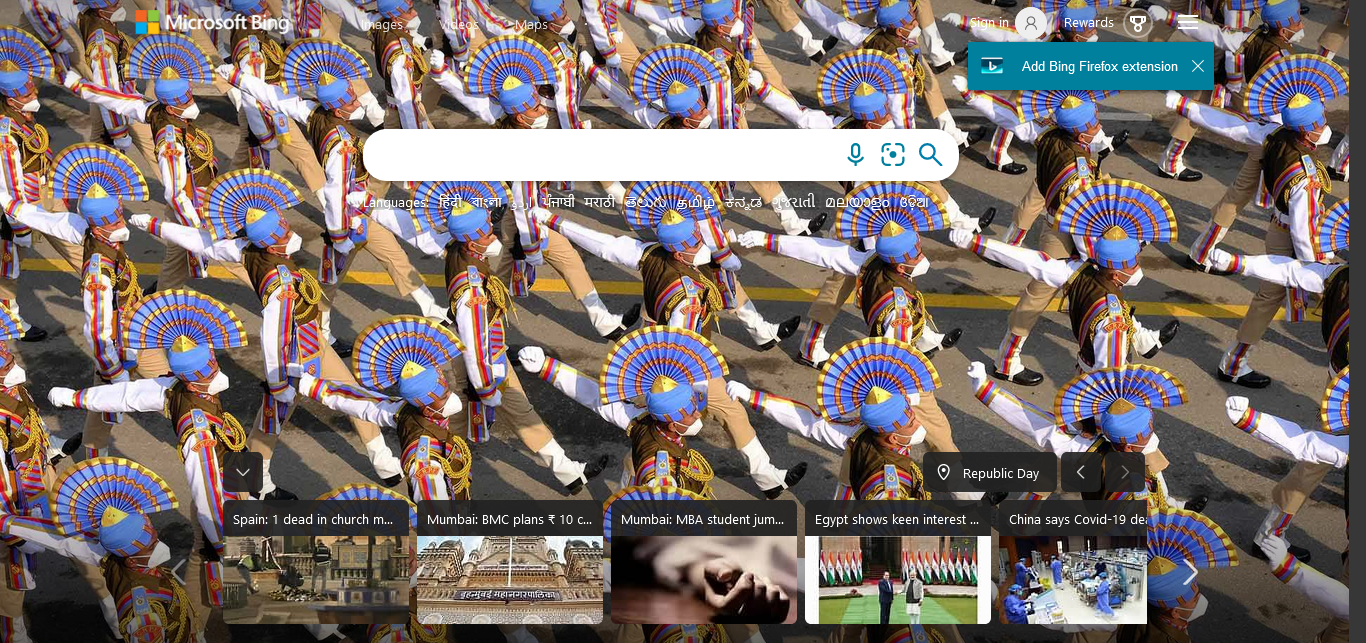 Microsoft Bing
Images Videos Maps
Sign in Rewards
Add Bing Firefox extension
Languages: हिंदी বাংলা اردو ਪੰਜਾਬੀ मराठी తెలుగు தமிழ் ಕನ್ನಡ ગુજરાતી മലയാളം ଓଡ଼ିଆ
Republic Day
Spain: 1 dead in church m...
Mumbai: BMC plans ₹ 10 c...
Mumbai: MBA student jum...
Egypt shows keen interest ...
China says Covid-19 dea
बृहन्मुंबई महानगरपालिका